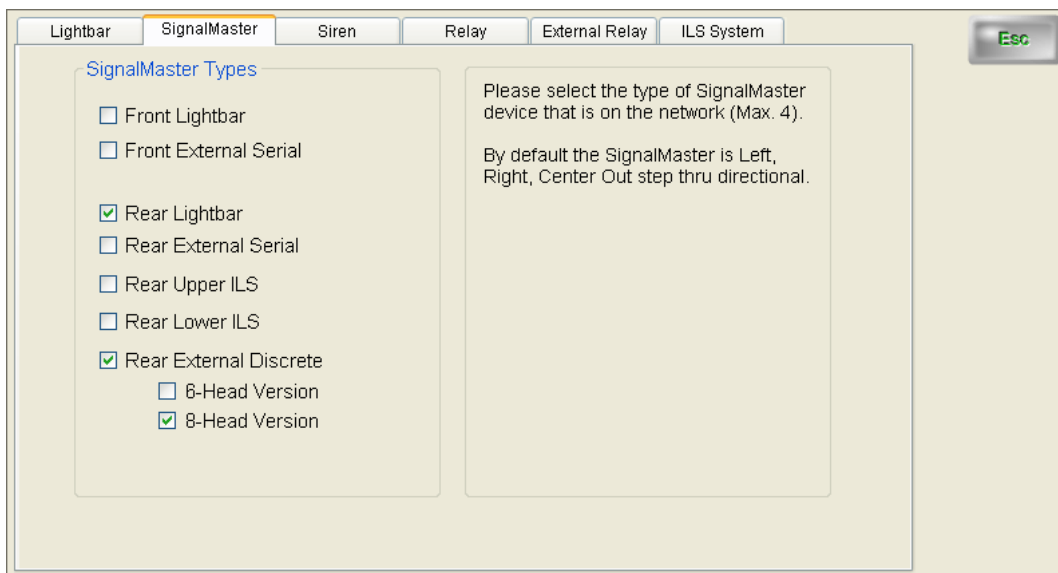 Lightbar
SignalMaster
Siren
Relay
External Relay
ILS System
Esc
SignalMaster Types
Front Lightbar
Front External Serial
Rear Lightbar
Rear External Serial
Rear Upper ILS
Rear Lower ILS
Rear External Discrete
6-Head Version
8-Head Version
Please select the type of SignalMaster
device that is on the network (Max. 4).
By default the SignalMaster is Left,
Right, Center Out step thru directional.